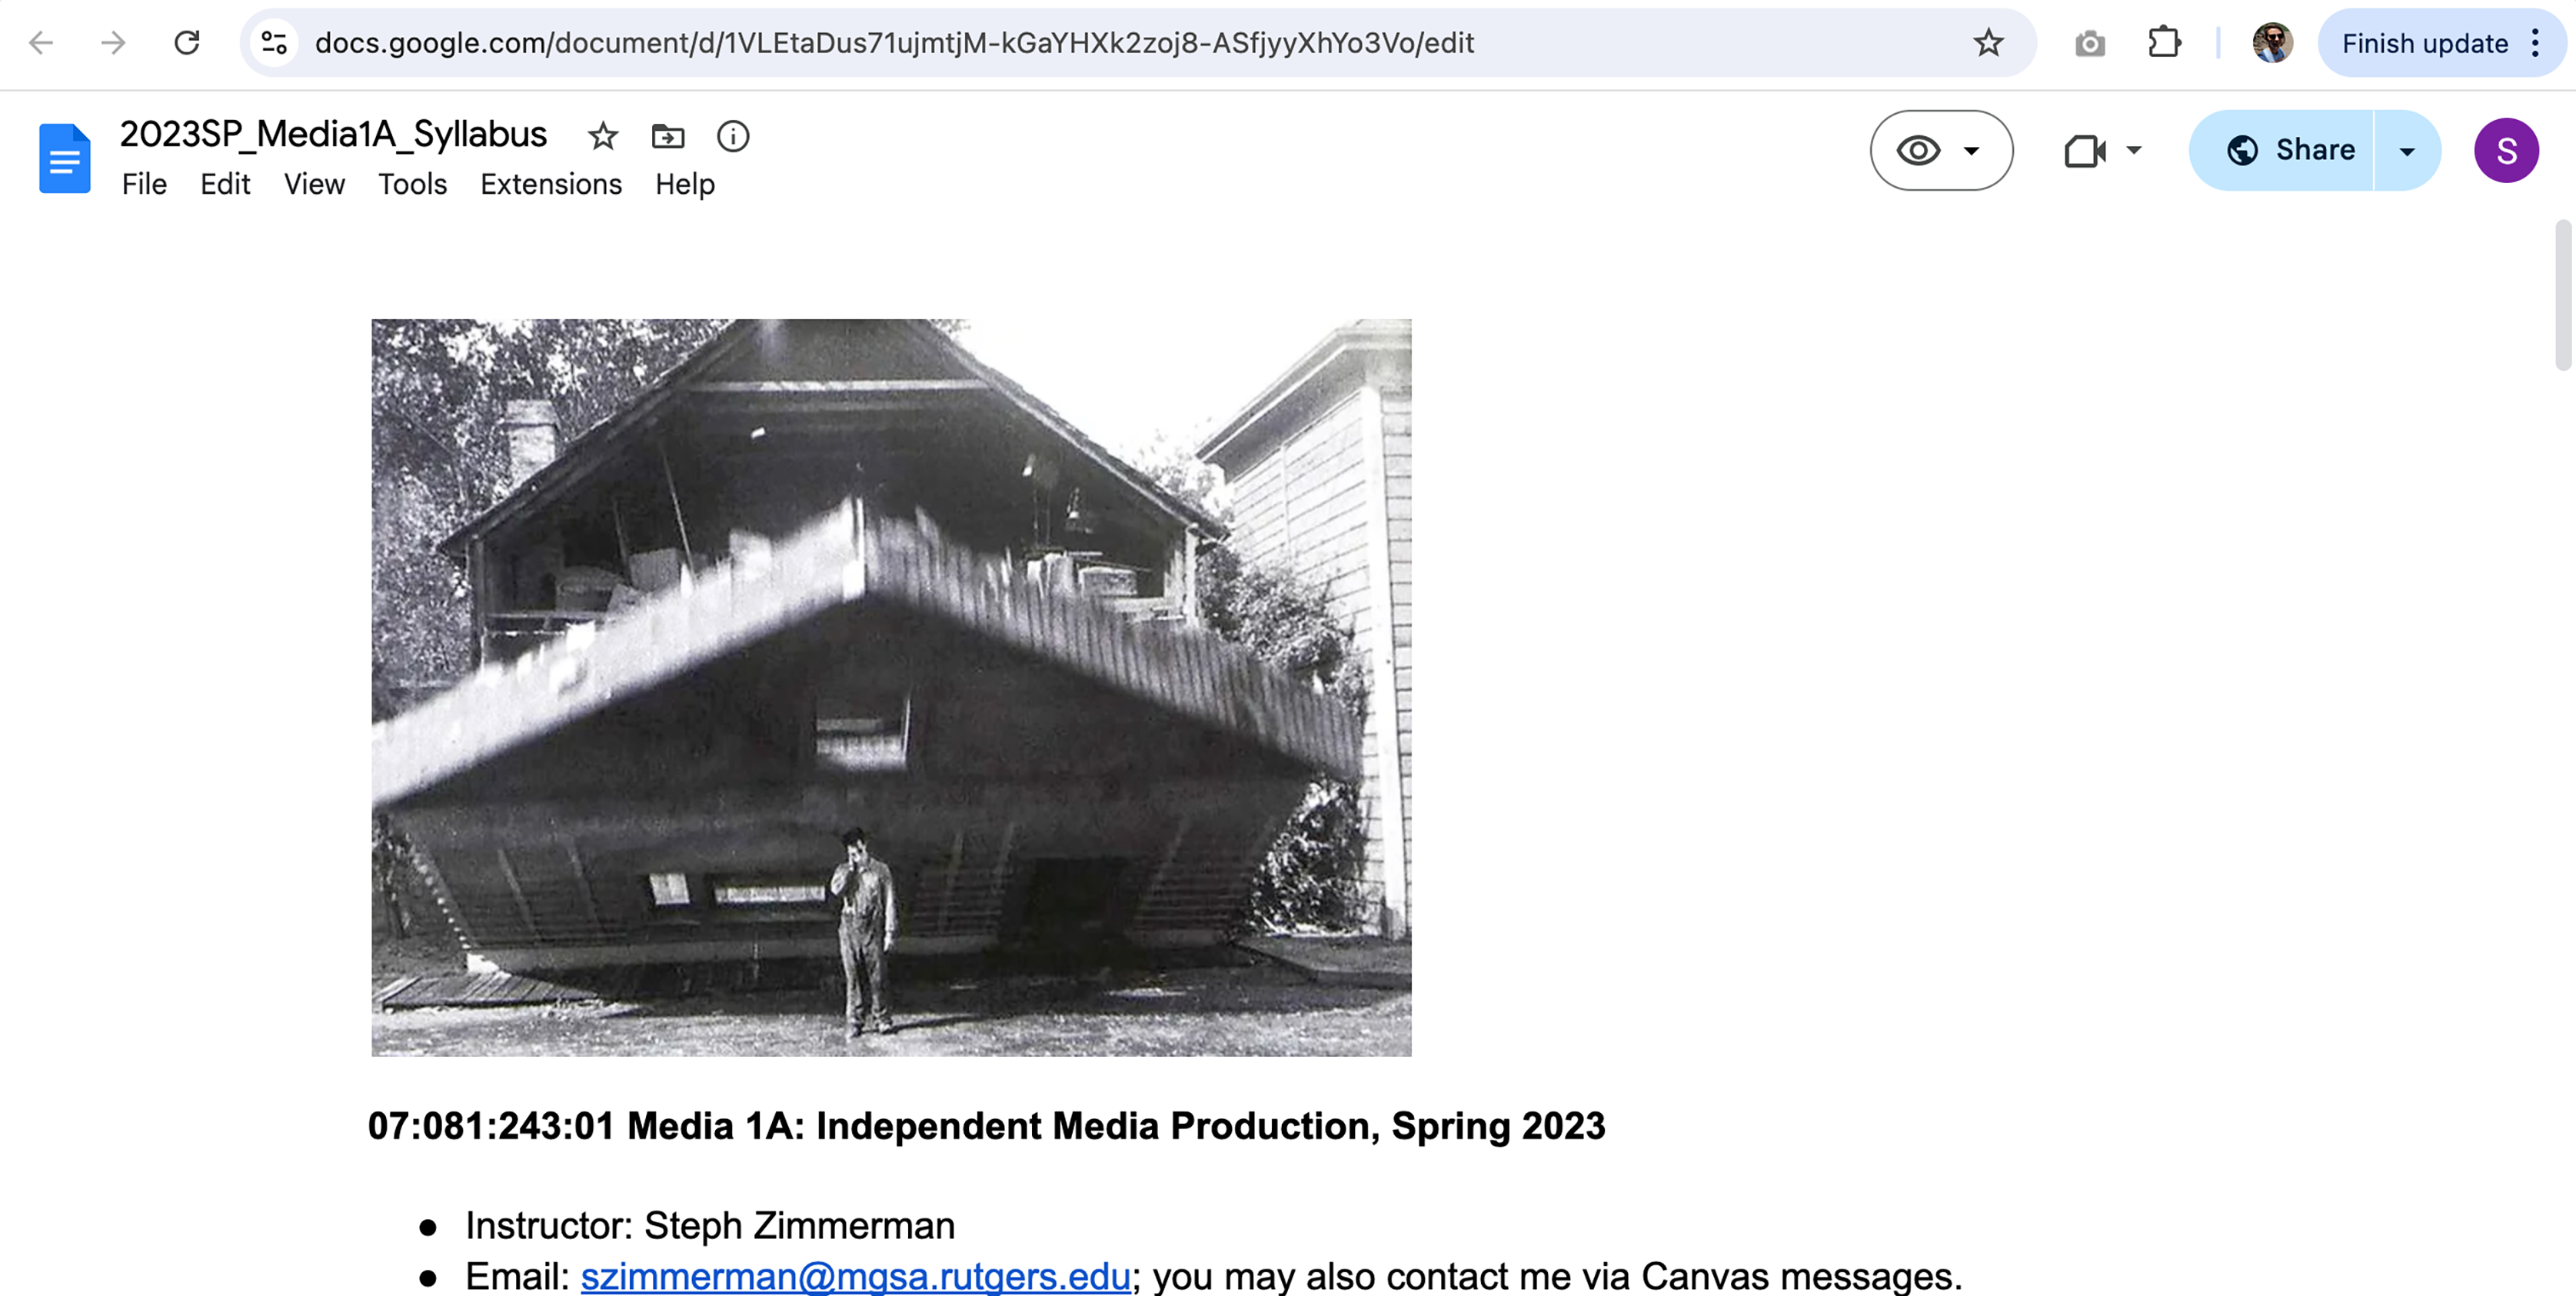 docs.google.com/document/d/1VLEtaDus71ujmtjM-kGaYHXk2zoj8-ASfjyyXhYo3Vo/edit
Finish update
2023SP_Media1A_Syllabus
File Edit View Tools Extensions Help
Share
S
07:081:243:01 Media 1A: Independent Media Production, Spring 2023
● Instructor: Steph Zimmerman
● Email: szimmerman@mgsa.rutgers.edu; you may also contact me via Canvas messages.